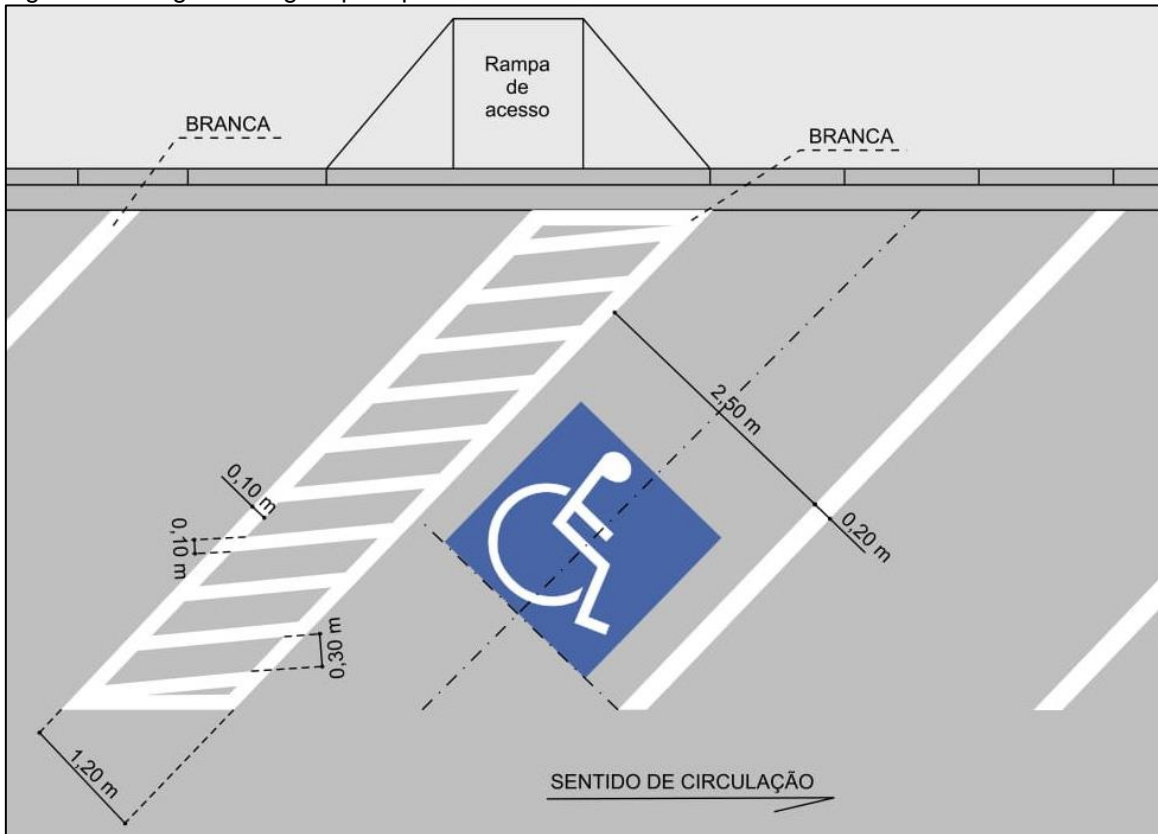 Rampa
de
acesso
BRANCA
BRANCA
2,50 m
0,10 m
0,20 m
0,10 m
0,30 m
1,20 m
SENTIDO DE CIRCULAÇÃO